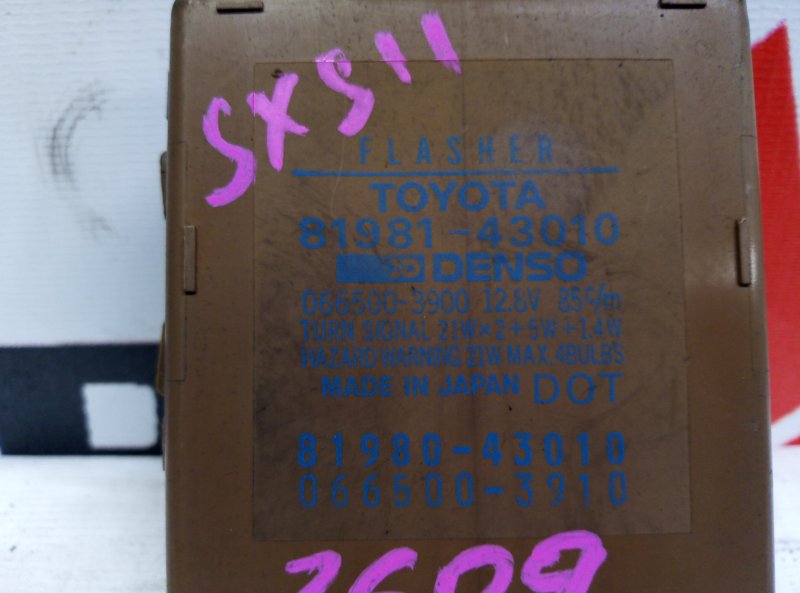 SXS11
FLASHER
TOYOTA
81981-43010
DENSO
066500-3900 12.8V 85c/m
TURN SIGNAL 21W×2+5W+1.4W
HAZARD WARNING 21W MAX. 4BULBS
MADE IN JAPAN DOT
81980-43010
066500-3910